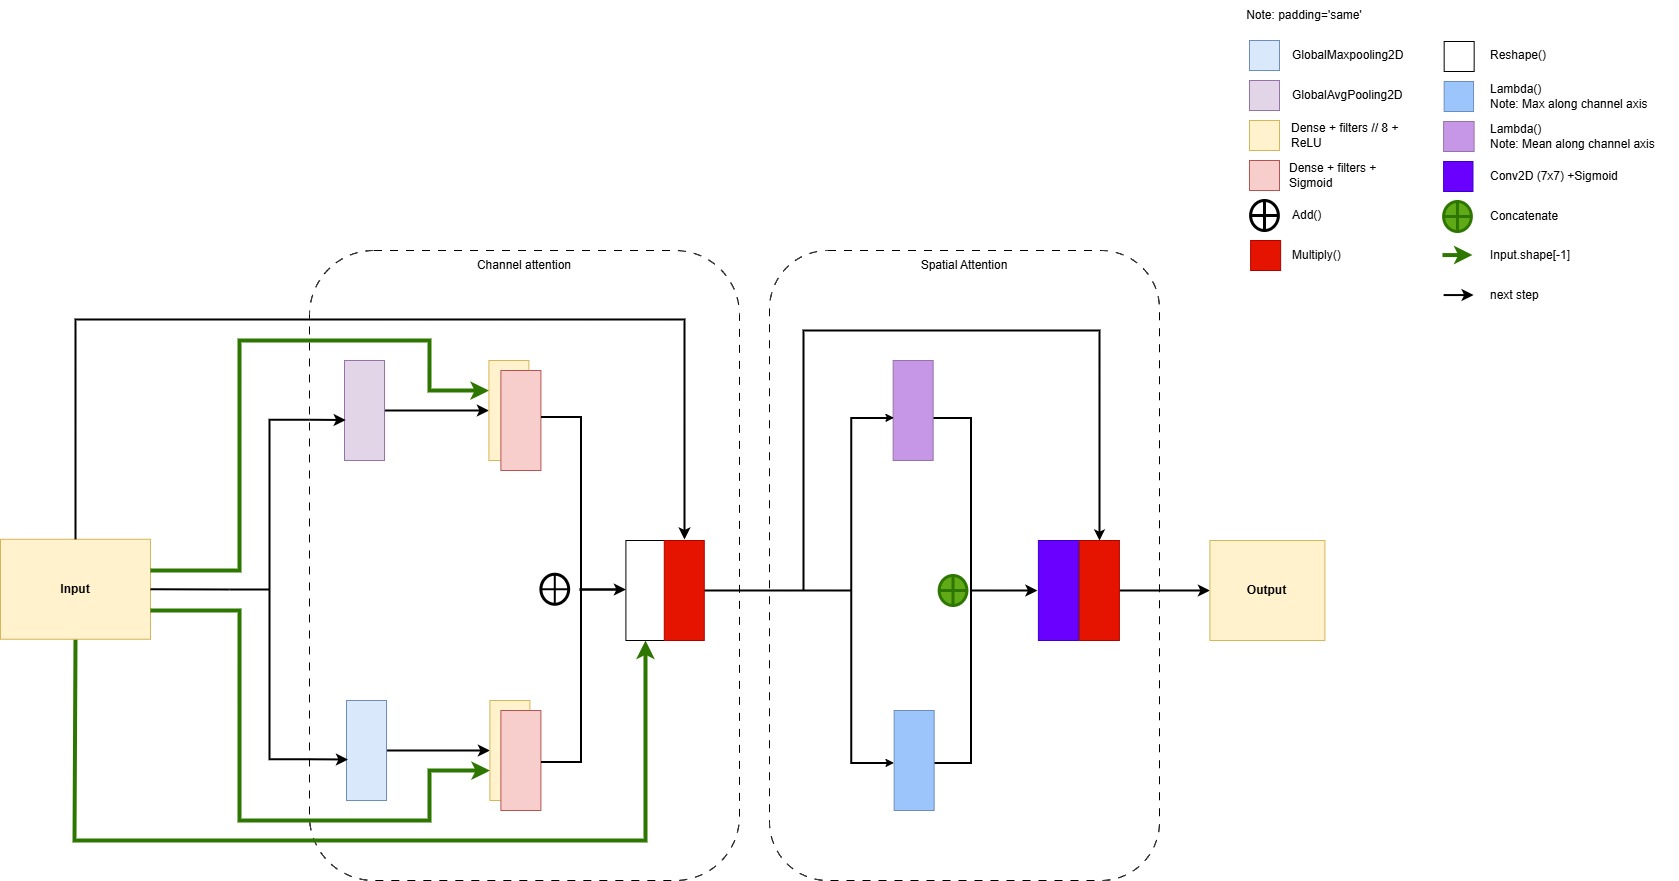 Note: padding='same'
GlobalMaxpooling2D
Reshape()
GlobalAvgPooling2D
Lambda()
Note: Max along channel axis
Dense + filters // 8 +
ReLU
Lambda()
Note: Mean along channel axis
Dense + filters +
Sigmoid
Conv2D (7x7) +Sigmoid
Add()
Concatenate
Multiply()
Input.shape[-1]
next step
Channel attention
Spatial Attention
Input
Output